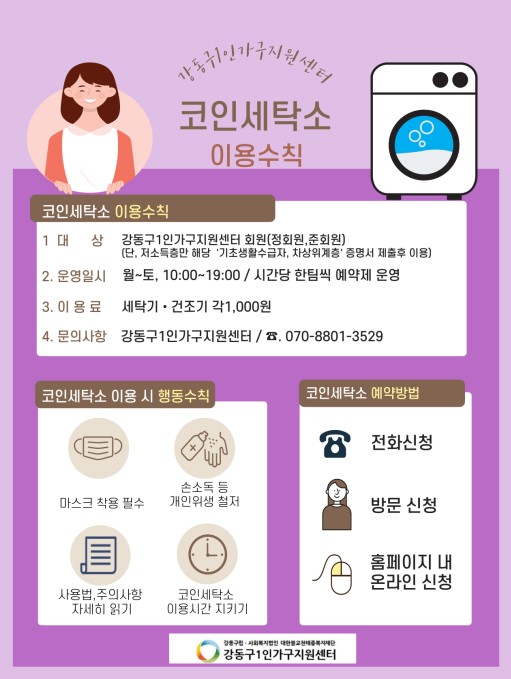 강동구1인가구지원센터
코인세탁소
이용수칙
코인세탁소 이용수칙
1 대 상 강동구1인가구지원센터 회원(정회원,준회원)
(단, 저소득층만 해당 '기초생활수급자, 차상위계층' 증명서 제출후 이용)
2. 운영일시 월~토, 10:00~19:00 / 시간당 한팀씩 예약제 운영
3. 이 용 료 세탁기 • 건조기 각1,000원
4. 문의사항 강동구1인가구지원센터 / ☎. 070-8801-3529
코인세탁소 이용 시 행동수칙
마스크 착용 필수
손소독 등
개인위생 철저
사용법,주의사항
자세히 읽기
코인세탁소
이용시간 지키기
코인세탁소 예약방법
전화신청
방문 신청
홈페이지 내
온라인 신청
강동구립 · 사회복지법인 대한불교천태종복지재단
강동구1인가구지원센터